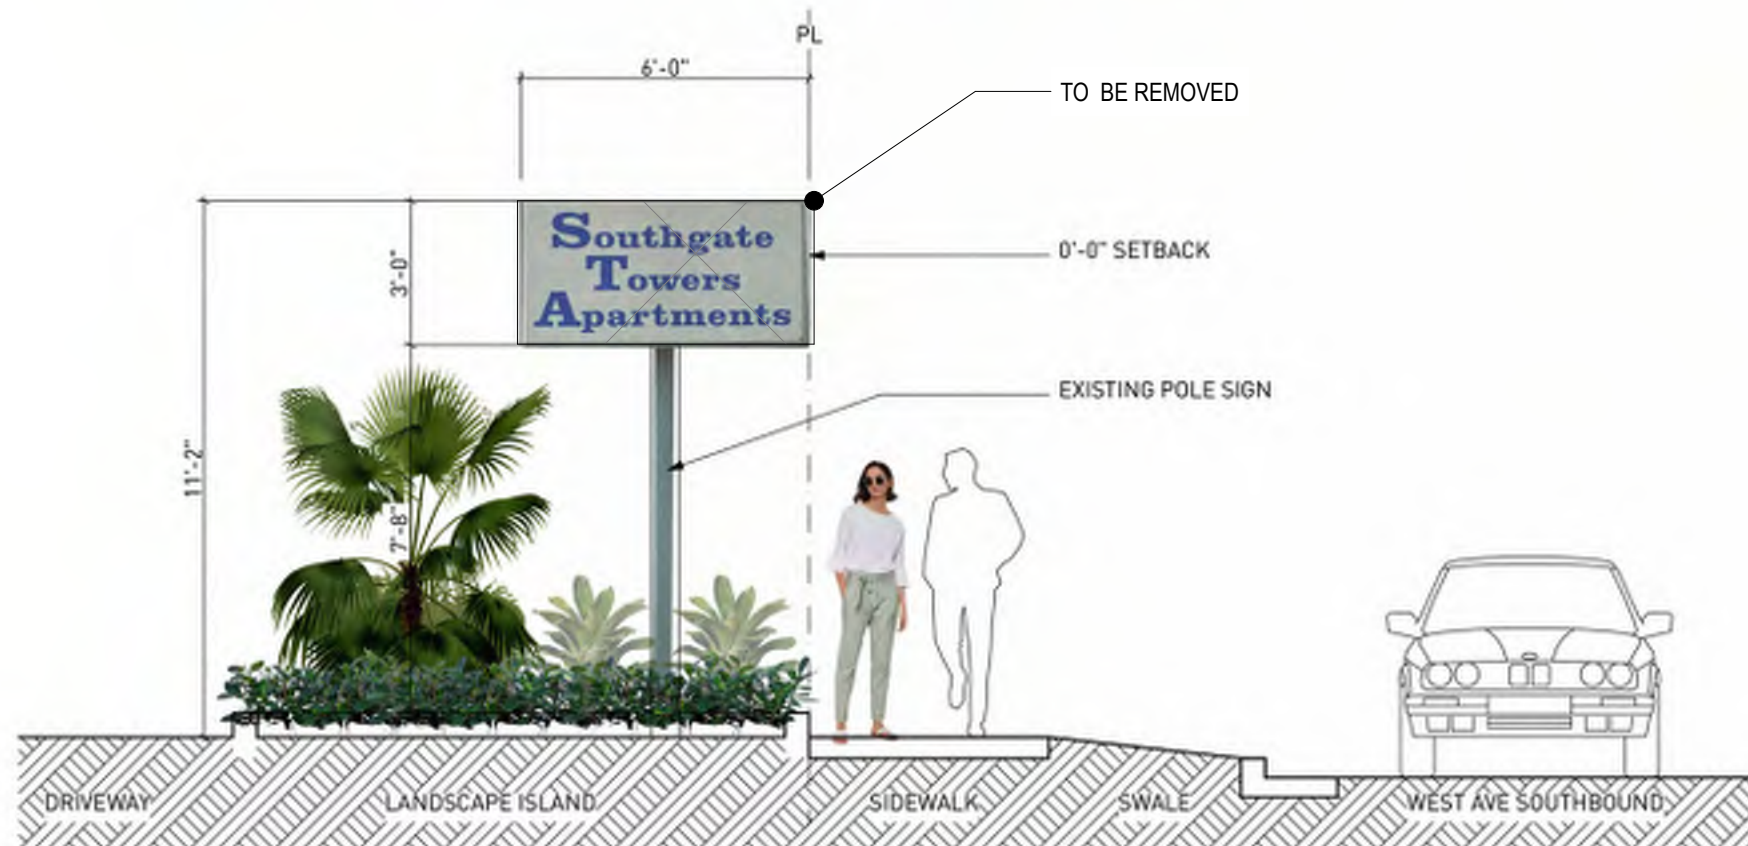 PL
6'-0"
TO BE REMOVED
Southgate
Towers
Apartments
0'-0" SETBACK
3'-0"
EXISTING POLE SIGN
11'-2"
7'-8"
DRIVEWAY
LANDSCAPE ISLAND
SIDEWALK
SWALE
WEST AVE SOUTHBOUND